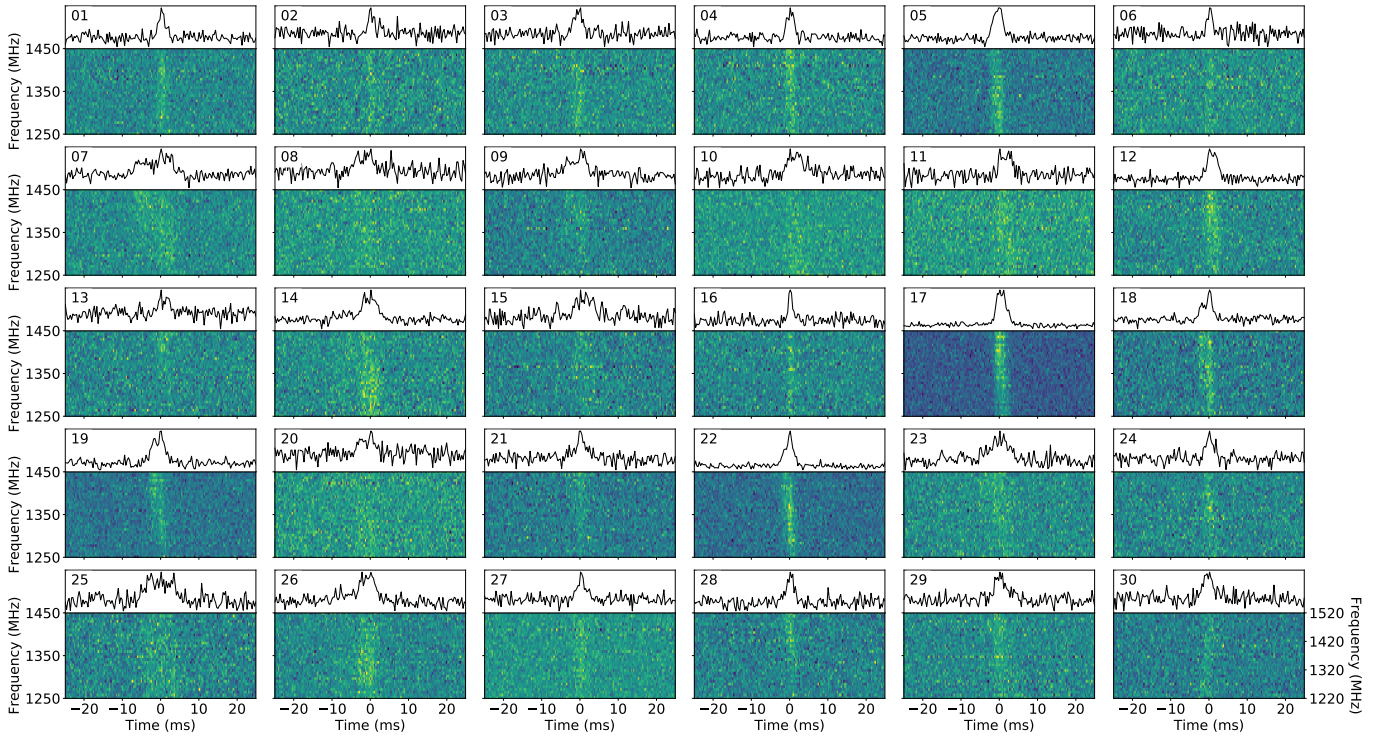 01 02 03 04 05 06
Frequency (MHz) 1450 1350 1250
07 08 09 10 11 12
Frequency (MHz) 1450 1350 1250
13 14 15 16 17 18
Frequency (MHz) 1450 1350 1250
19 20 21 22 23 24
Frequency (MHz) 1450 1350 1250
25 26 27 28 29 30
Frequency (MHz) 1450 1350 1250
1520 1420 1320 1220 Frequency (MHz)
−20 −10 0 10 20 −20 −10 0 10 20 −20 −10 0 10 20 −20 −10 0 10 20 −20 −10 0 10 20 −20 −10 0 10 20
Time (ms) Time (ms) Time (ms) Time (ms) Time (ms) Time (ms)